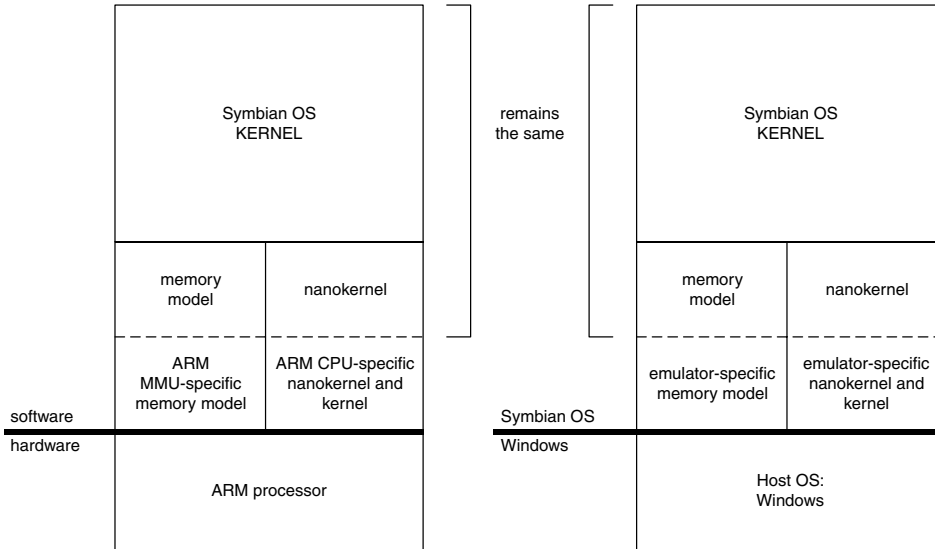 Symbian OS
KERNEL
memory
model
nanokernel
ARM
MMU-specific
memory model
ARM CPU-specific
nanokernel and
kernel
software
hardware
ARM processor
remains
the same
Symbian OS
KERNEL
memory
model
nanokernel
emulator-specific
memory model
emulator-specific
nanokernel and
kernel
Symbian OS
Windows
Host OS:
Windows